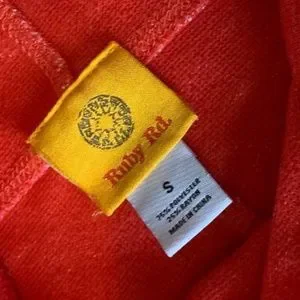 Ruby Rd.
S
75% POLYESTER
25% RAYON
MADE IN CHINA